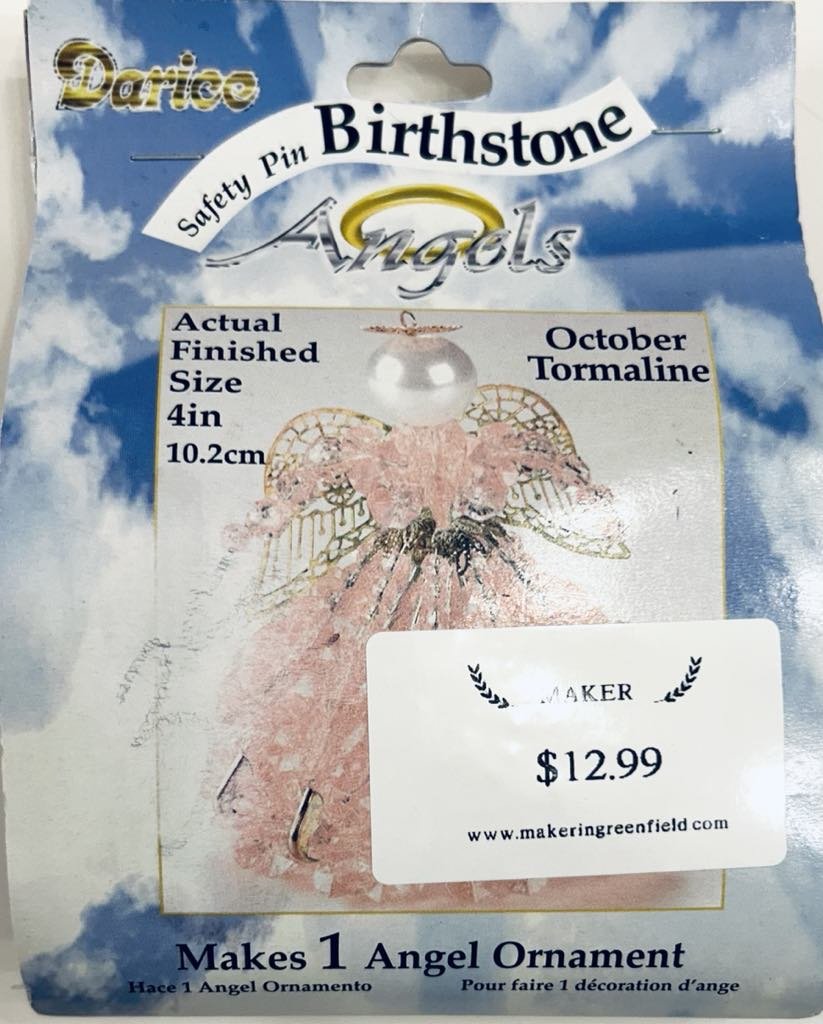 Darice
Safety Pin Birthstone
Angels
Actual
Finished
Size
4in
10.2cm
October
Tormaline
$12.99
www.makeringreenfield.com
Makes 1 Angel Ornament
Hace 1 Angel Ornamento
Pour faire 1 décoration d'ange